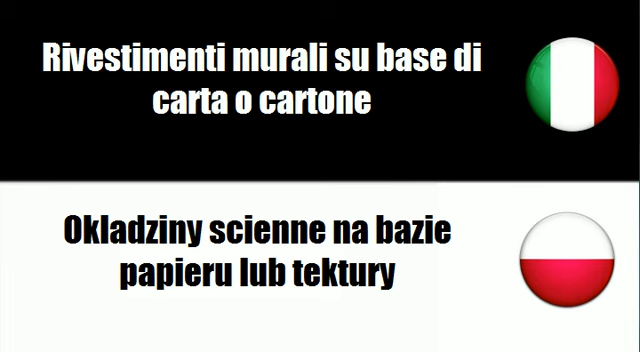 Rivestimenti murali su base di
carta o cartone
Okladziny scienne na bazie
papieru lub tektury